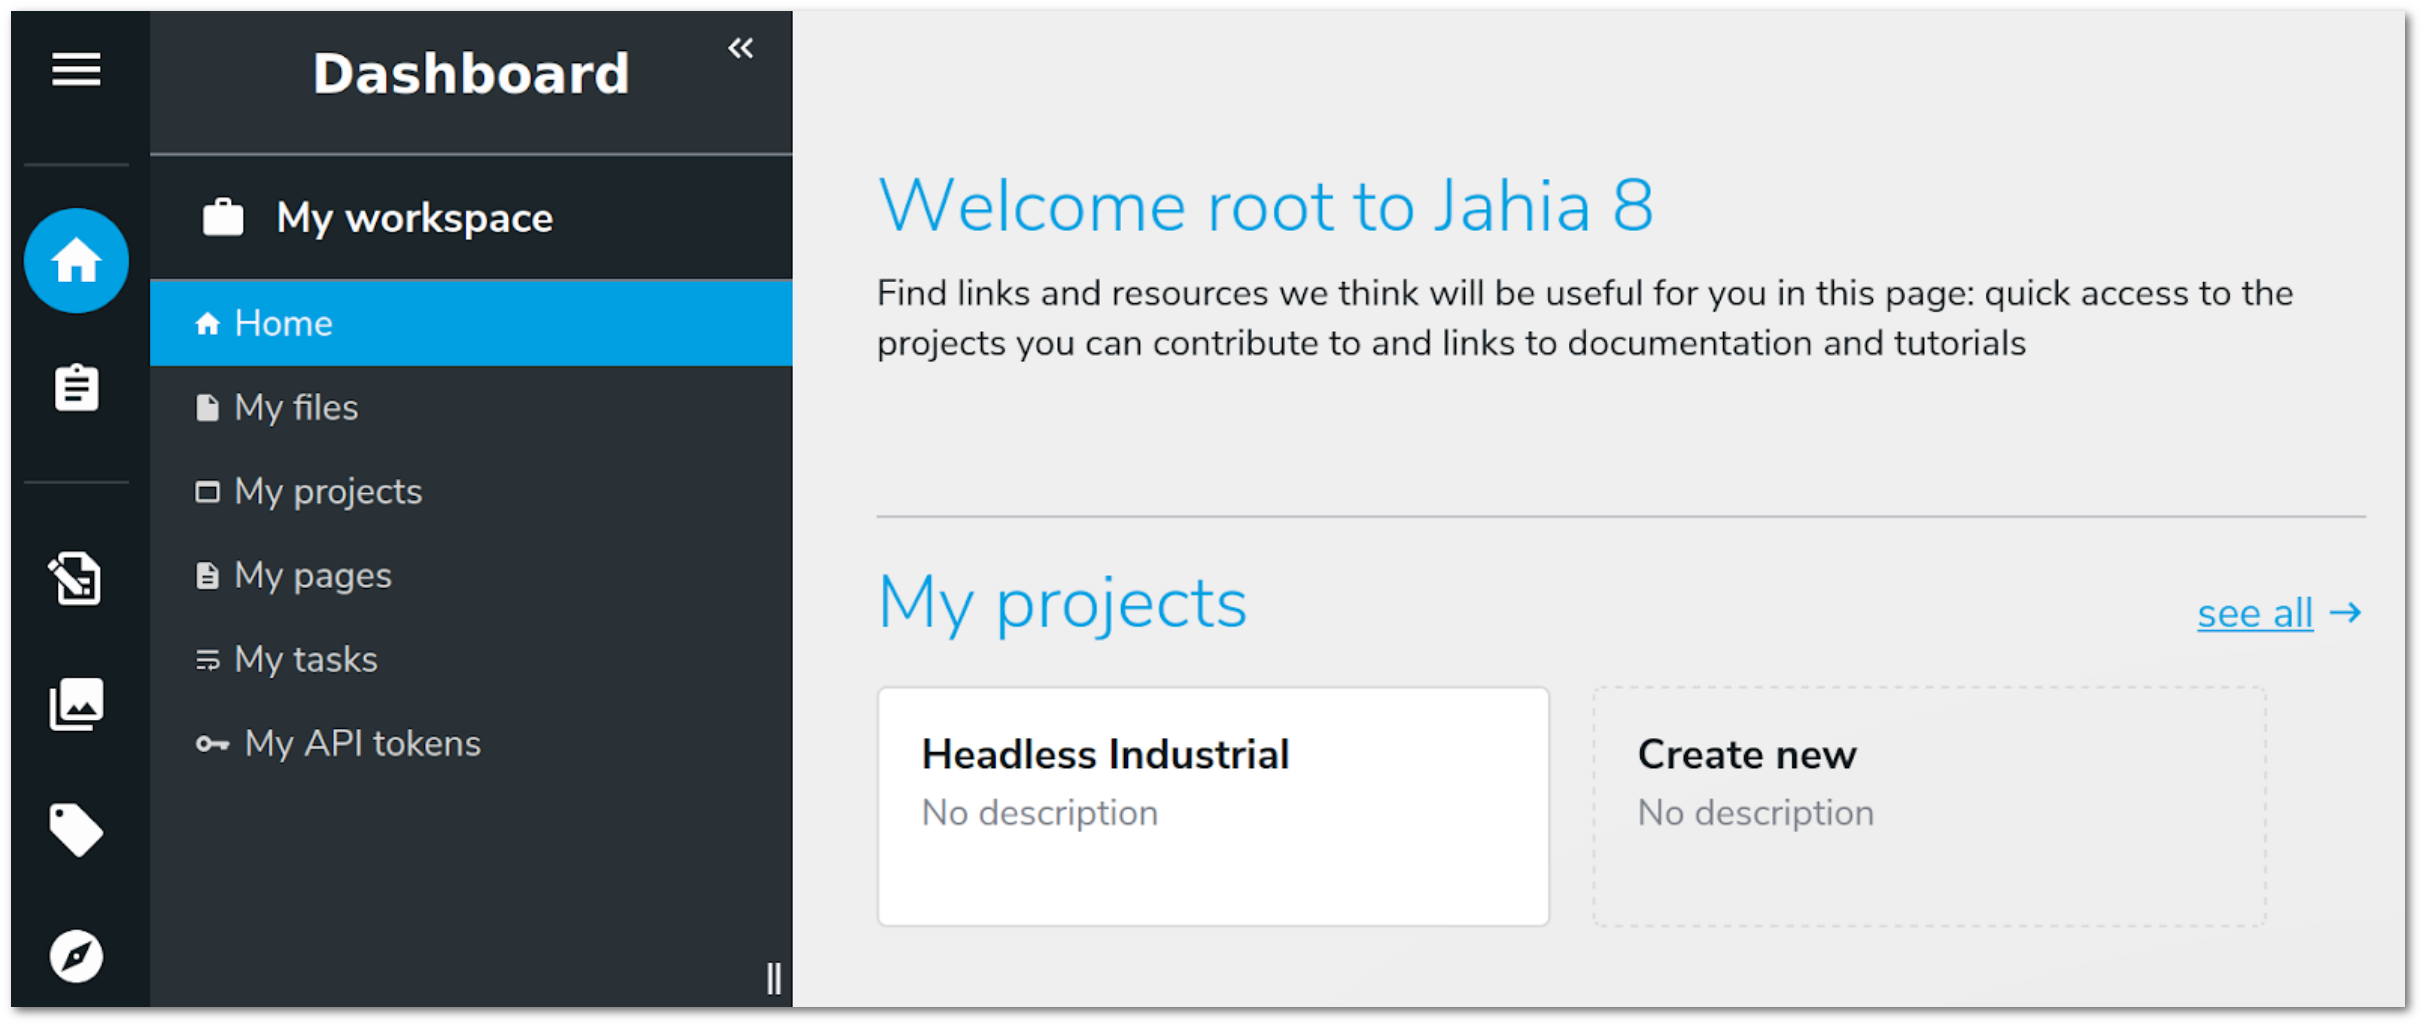 Dashboard
My workspace
Home
My files
My projects
My pages
My tasks
My API tokens
Welcome root to Jahia 8
Find links and resources we think will be useful for you in this page: quick access to the
projects you can contribute to and links to documentation and tutorials
My projects
see all
Headless Industrial
No description
Create new
No description